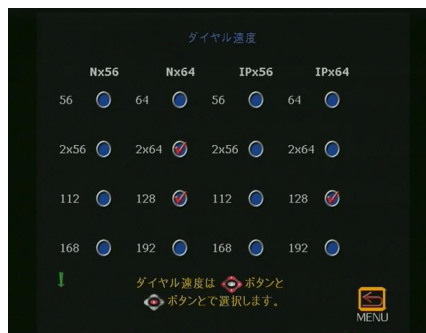 ダイヤル速度
Nx56 Nx64 IPx56 IPx64
56 64 56 64
2x56 2x64 2x56 2x64
112 128 112 128
168 192 168 192
ダイヤル速度は ボタンと
ボタンとで選択します。
MENU